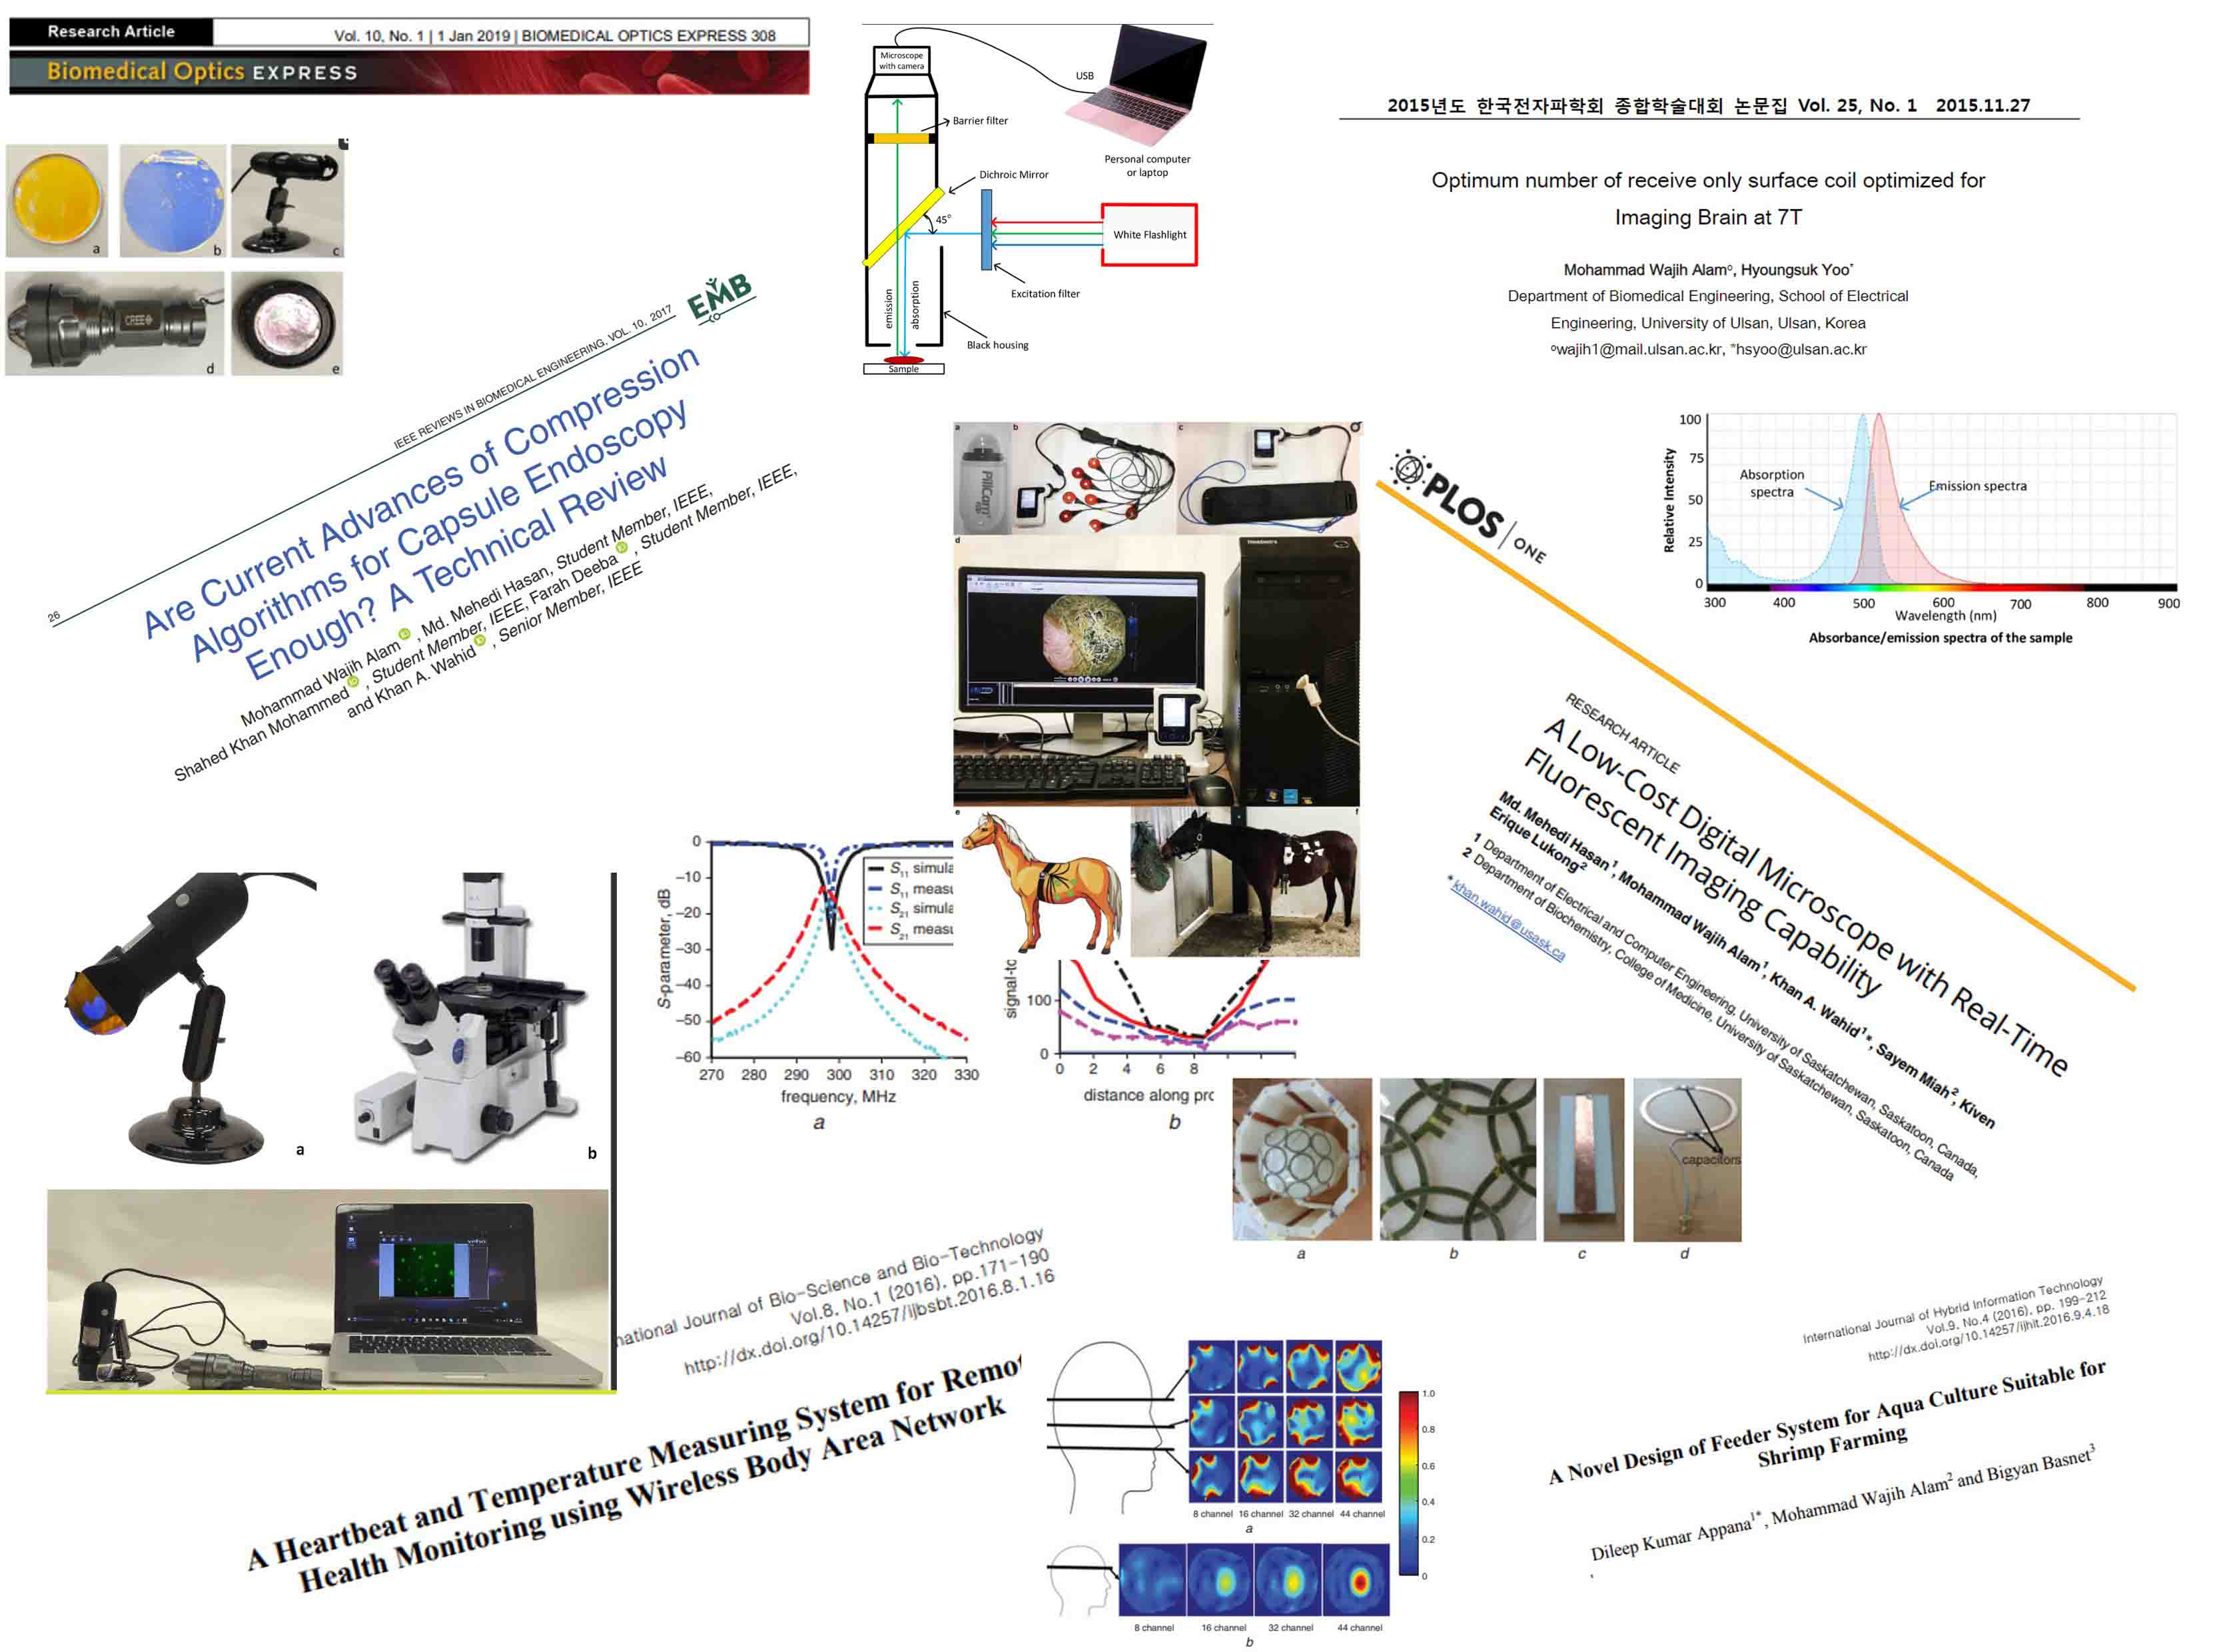 Research Article
Vol. 10, No. 1 | 1 Jan 2019 | BIOMEDICAL OPTICS EXPRESS 308
Biomedical Optics EXPRESS
a
b
c
CREE
d
e
Microscope
with camera
USB
Barrier filter
Personal computer
or laptop
Dichroic Mirror
45°
White Flashlight
Excitation filter
emission
absorption
Black housing
Sample
2015년도 한국전자파학회 종합학술대회 논문집 Vol. 25, No. 1 2015.11.27
Optimum number of receive only surface coil optimized for
Imaging Brain at 7T
Mohammad Wajih Alam°, Hyoungsuk Yoo*
Department of Biomedical Engineering, School of Electrical
Engineering, University of Ulsan, Ulsan, Korea
°wajih1@mail.ulsan.ac.kr, *hsyoo@ulsan.ac.kr
26
IEEE REVIEWS IN BIOMEDICAL ENGINEERING, VOL. 10, 2017
EMB
Are Current Advances of Compression
Algorithms for Capsule Endoscopy
Enough? A Technical Review
Mohammad Wajih Alam, Md. Mehedi Hasan, Student Member, IEEE,
Shahed Khan Mohammed, Student Member, IEEE, Farah Deeba, Student Member, IEEE,
and Khan A. Wahid, Senior Member, IEEE
a
b
c
PillCam
d
e
f
PLOS | ONE
100
75
50
25
0
Relative Intensity
Absorption
spectra
Emission spectra
300 400 500 600 700 800 900
Wavelength (nm)
Absorbance/emission spectra of the sample
RESEARCH ARTICLE
A Low-Cost Digital Microscope with Real-Time
Fluorescent Imaging Capability
Md. Mehedi Hasan1, Mohammad Wajih Alam1, Khan A. Wahid1*, Sayem Miah2, Kiven
Erique Lukong2
1 Department of Electrical and Computer Engineering, University of Saskatchewan, Saskatoon, Canada,
2 Department of Biochemistry, College of Medicine, University of Saskatchewan, Saskatoon, Canada
* khan.wahid@usask.ca
a
b
0
−10
−20
−30
−40
−50
−60
S-parameter, dB
S11 simula
S11 measu
S21 simula
S21 measu
270 280 290 300 310 320 330
frequency, MHz
a
signal-to
100
0
0 2 4 6 8
distance along pro
b
capacitors
a
b
c
d
national Journal of Bio-Science and Bio-Technology
Vol.8, No.1 (2016), pp.171-190
http://dx.doi.org/10.14257/ijbsbt.2016.8.1.16
A Heartbeat and Temperature Measuring System for Remot
Health Monitoring using Wireless Body Area Network
8 channel 16 channel 32 channel 44 channel
a
1.0
0.8
0.6
0.4
0.2
0
8 channel 16 channel 32 channel 44 channel
b
International Journal of Hybrid Information Technology
Vol.9, No.4 (2016), pp. 199-212
http://dx.doi.org/10.14257/ijhit.2016.9.4.18
A Novel Design of Feeder System for Aqua Culture Suitable for
Shrimp Farming
Dileep Kumar Appana1*, Mohammad Wajih Alam2 and Bigyan Basnet3